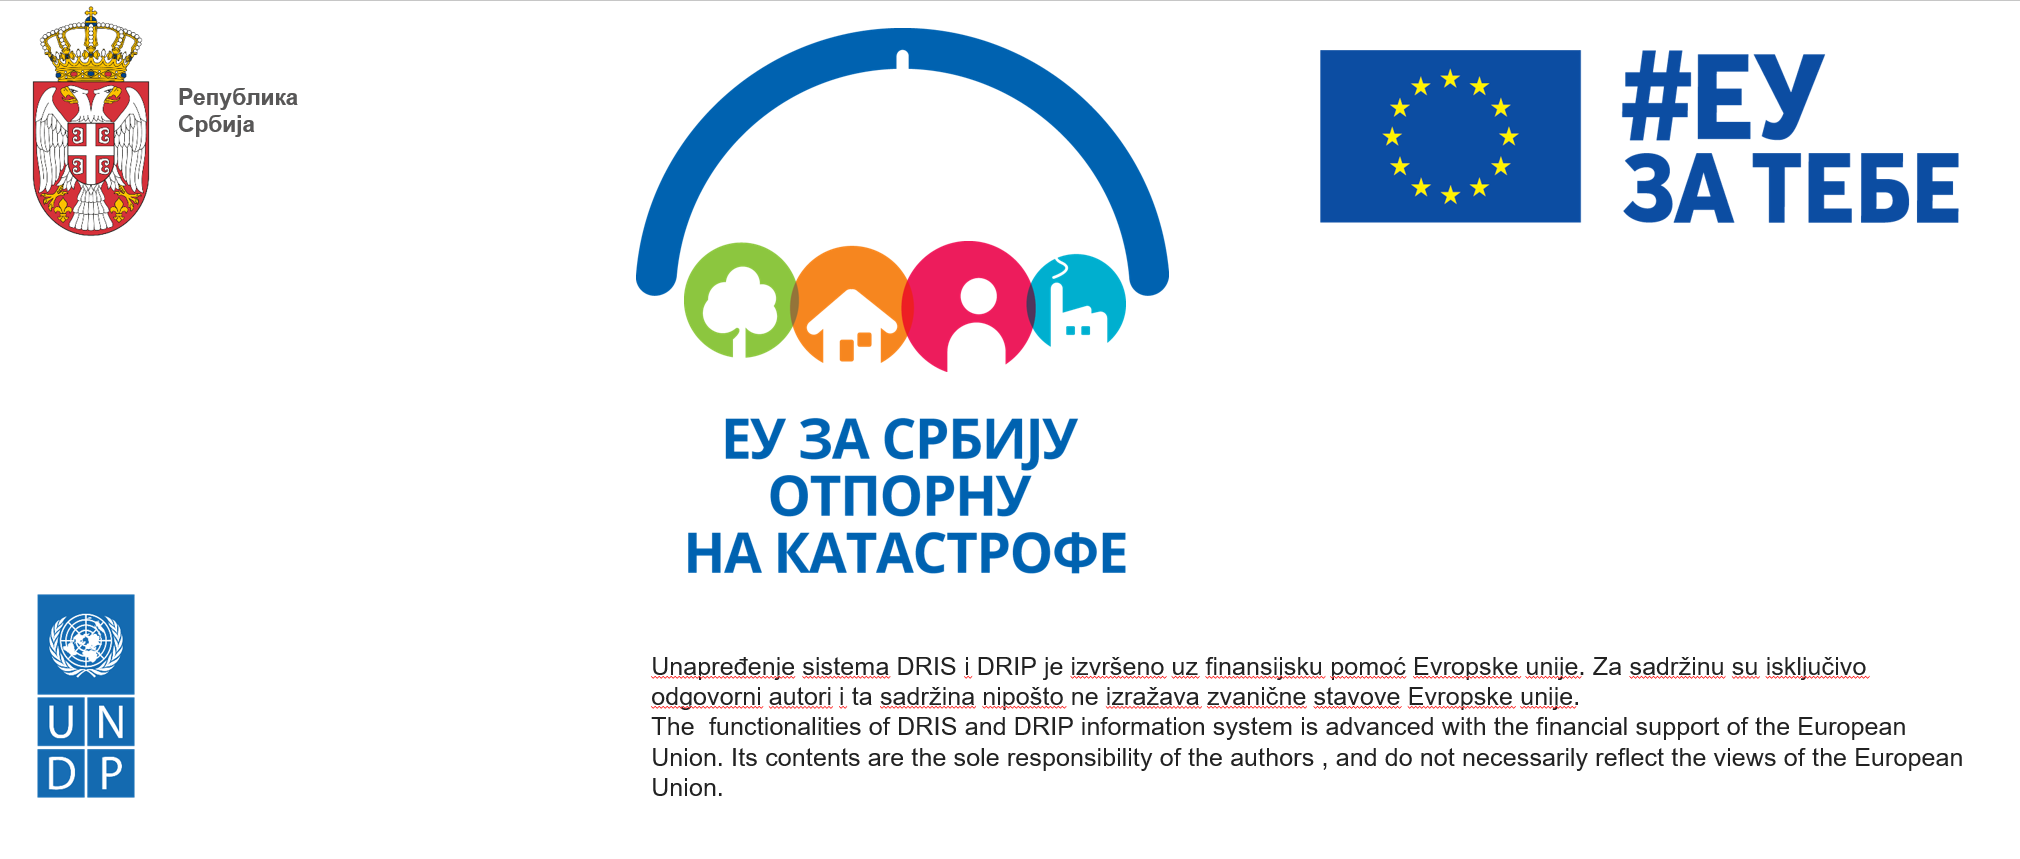 Република
Србија
#ЕУ
ЗА ТЕБЕ
ЕУ ЗА СРБИЈУ
ОТПОРНУ
НА КАТАСТРОФЕ
U N
D P
Unapređenje sistema DRIS i DRIP je izvršeno uz finansijsku pomoć Evropske unije. Za sadržinu su isključivo
odgovorni autori i ta sadržina nipošto ne izražava zvanične stavove Evropske unije.
The  functionalities of DRIS and DRIP information system is advanced with the financial support of the European
Union. Its contents are the sole responsibility of the authors , and do not necessarily reflect the views of the European
Union.